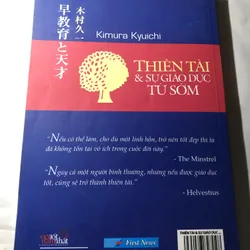 早教育と天才
木村久一
Kimura Kyuichi
THIÊN TÀI
& SỰ GIÁO DỤC
TỪ SỚM
"Nếu có thể làm, cho dù một linh hồn, trở nên tốt đẹp thì ta
đã không tồn tại vô ích trong cuộc đời này."
- The Minstrel
"Ngay cả một người bình thường, nhưng nếu được giáo dục
tốt, cũng sẽ trở thành thiên tài."
- Helvestius
First News
THIÊN TÀI & SỰ GIÁO DỤC ...